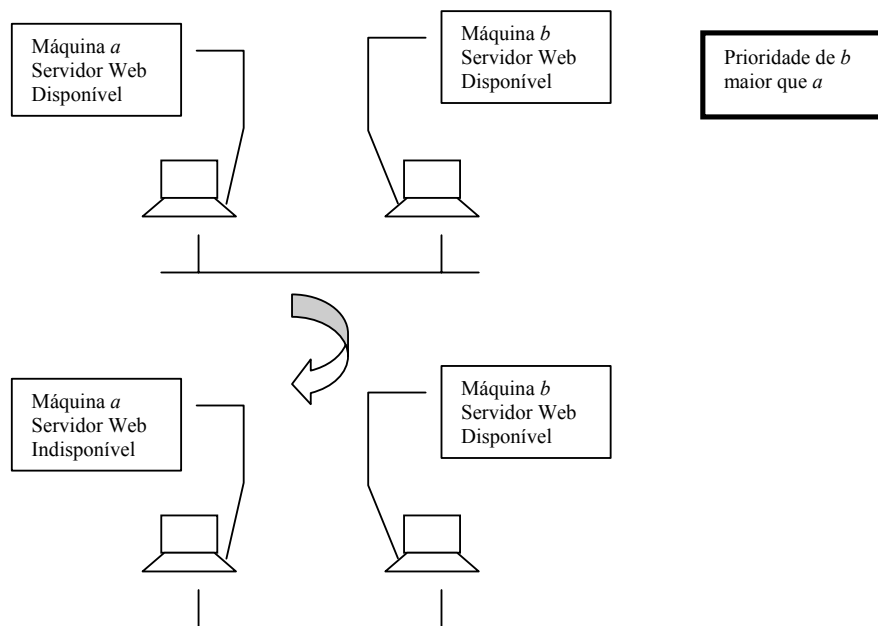 Máquina a
Servidor Web
Disponível
Máquina b
Servidor Web
Disponível
Prioridade de b
maior que a
Máquina a
Servidor Web
Indisponível
Máquina b
Servidor Web
Disponível